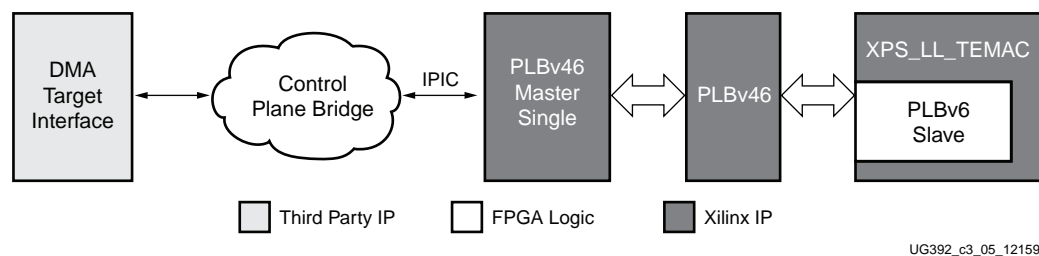 DMA
Target
Interface
Control
Plane Bridge
IPIC
PLBv46
Master
Single
PLBv46
XPS_LL_TEMAC
PLBv6
Slave
Third Party IP
FPGA Logic
Xilinx IP
UG392_c3_05_12159